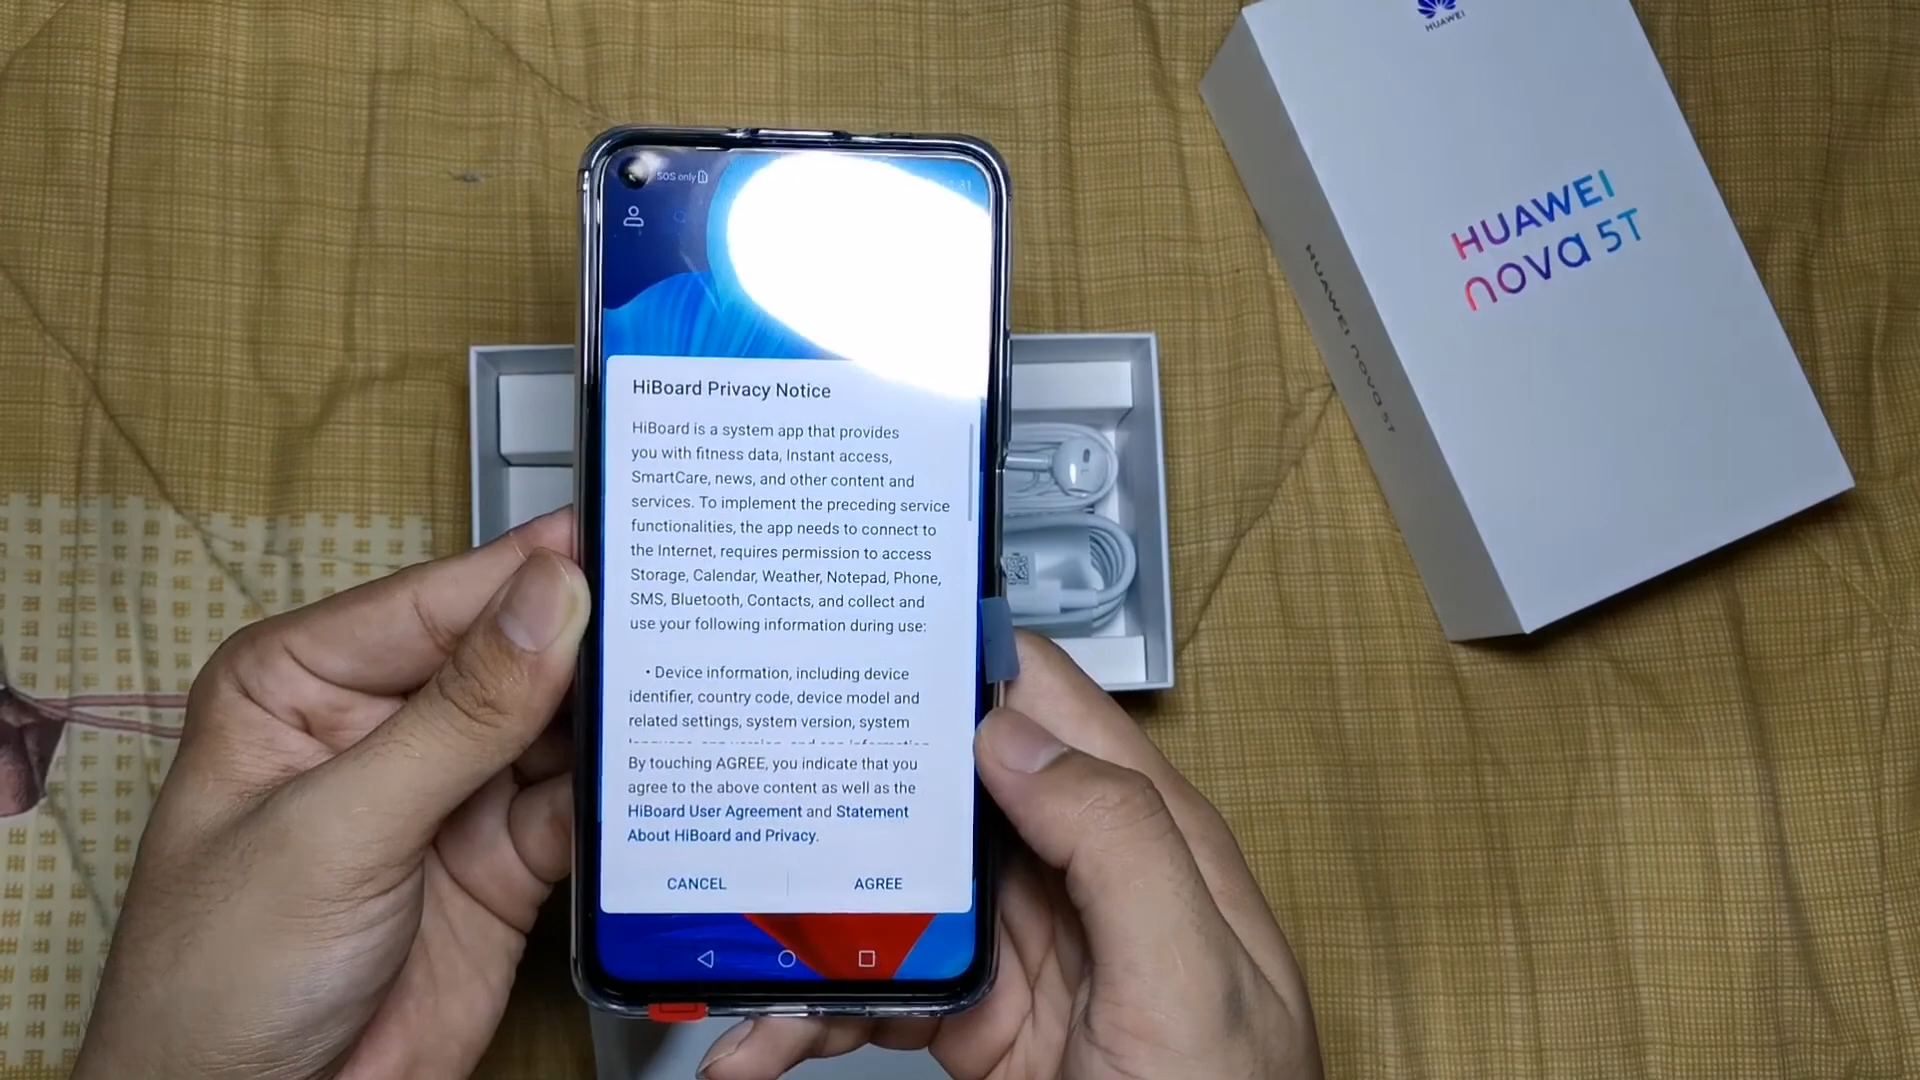 HUAWEI
HUAWEI
nova 5T
HUAWEI nova 5T
SOS only
HiBoard Privacy Notice
HiBoard is a system app that provides
you with fitness data, Instant access,
SmartCare, news, and other content and
services. To implement the preceding service
functionalities, the app needs to connect to
the Internet, requires permission to access
Storage, Calendar, Weather, Notepad, Phone,
SMS, Bluetooth, Contacts, and collect and
use your following information during use:
• Device information, including device
identifier, country code, device model and
related settings, system version, system
By touching AGREE, you indicate that you
agree to the above content as well as the
HiBoard User Agreement and Statement
About HiBoard and Privacy.
CANCEL
AGREE